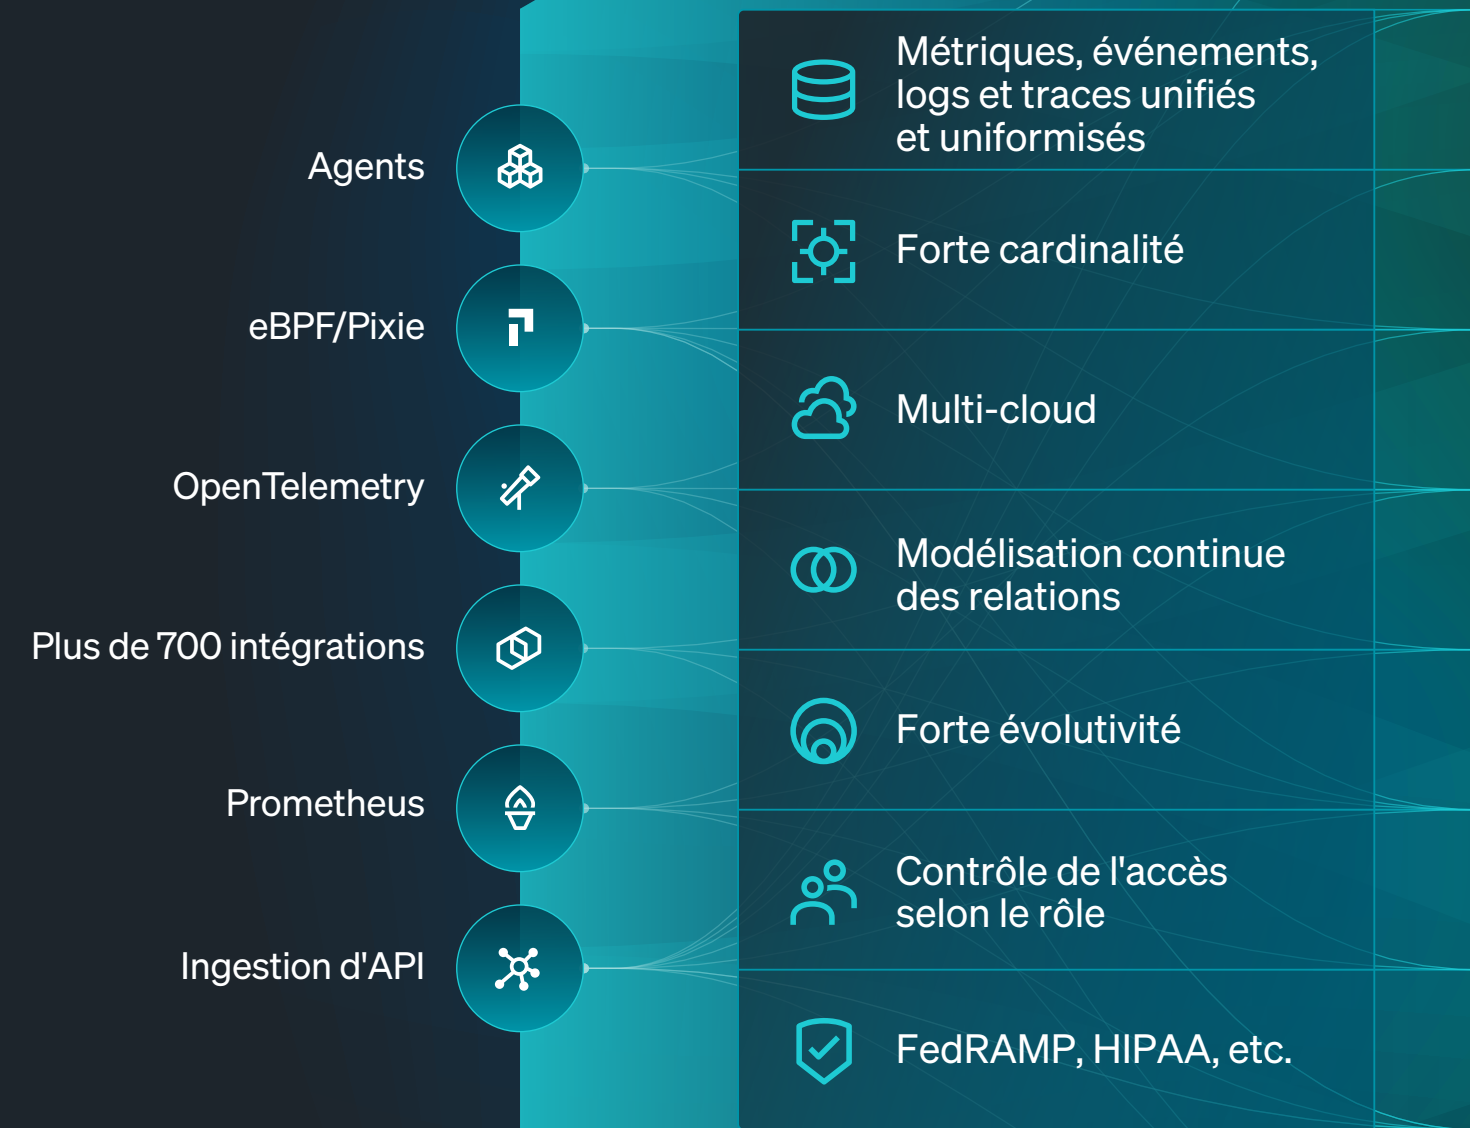 Agents
eBPF/Pixie
OpenTelemetry
Plus de 700 intégrations
Prometheus
Ingestion d'API
Métriques, événements,
logs et traces unifiés
et uniformisés
Forte cardinalité
Multi-cloud
Modélisation continue
des relations
Forte évolutivité
Contrôle de l'accès
selon le rôle
FedRAMP, HIPAA, etc.